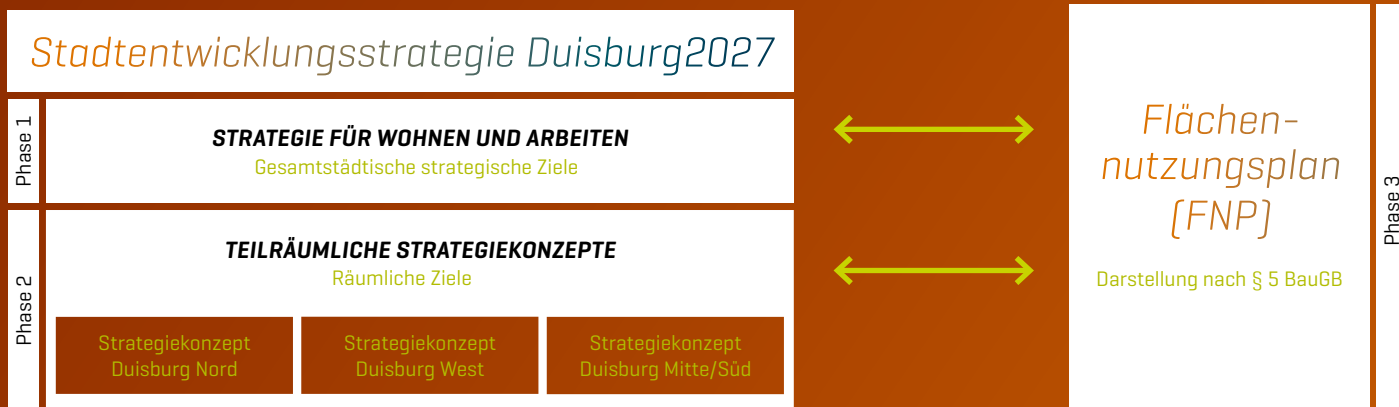 Stadtentwicklungsstrategie Duisburg2027
Phase 1
STRATEGIE FÜR WOHNEN UND ARBEITEN
Gesamtstädtische strategische Ziele
Phase 2
TEILRÄUMLICHE STRATEGIEKONZEPTE
Räumliche Ziele
Strategiekonzept
Duisburg Nord
Strategiekonzept
Duisburg West
Strategiekonzept
Duisburg Mitte/Süd
Flächen-
nutzungsplan
(FNP)
Darstellung nach § 5 BauGB
Phase 3